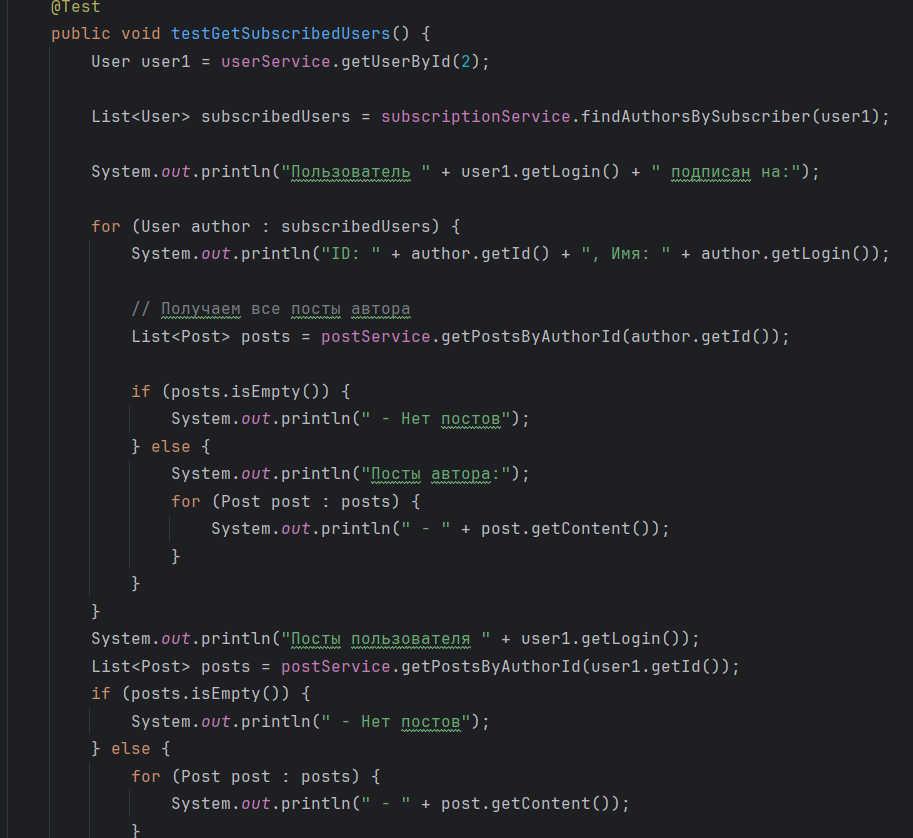 @Test
public void testGetSubscribedUsers() {
User user1 = userService.getUserById(2);
List<User> subscribedUsers = subscriptionService.findAuthorsBySubscriber(user1);
System.out.println("Пользователь " + user1.getLogin() + " подписан на:");
for (User author : subscribedUsers) {
System.out.println("ID: " + author.getId() + ", Имя: " + author.getLogin());
// Получаем все посты автора
List<Post> posts = postService.getPostsByAuthorId(author.getId());
if (posts.isEmpty()) {
System.out.println(" - Нет постов");
} else {
System.out.println("Посты автора:");
for (Post post : posts) {
System.out.println(" - " + post.getContent());
}
}
}
System.out.println("Посты пользователя " + user1.getLogin());
List<Post> posts = postService.getPostsByAuthorId(user1.getId());
if (posts.isEmpty()) {
System.out.println(" - Нет постов");
} else {
for (Post post : posts) {
System.out.println(" - " + post.getContent());
}